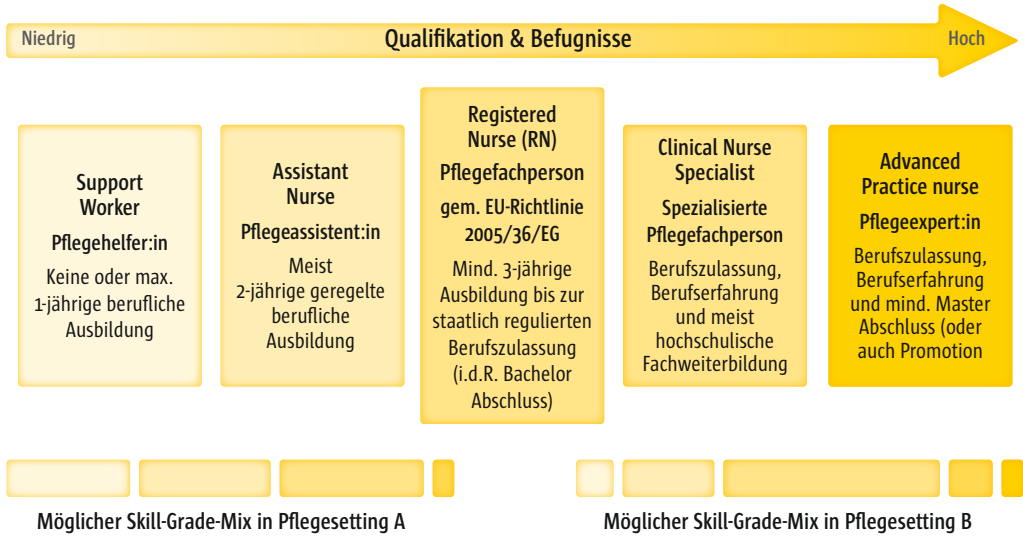 Niedrig
Qualifikation & Befugnisse
Hoch
Support
Worker
Pflegehelfer:in
Keine oder max.
1-jährige berufliche
Ausbildung
Assistant
Nurse
Pflegeassistent:in
Meist
2-jährige geregelte
berufliche
Ausbildung
Registered
Nurse (RN)
Pflegefachperson
gem. EU-Richtlinie
2005/36/EG
Mind. 3-jährige
Ausbildung bis zur
staatlich regulierten
Berufszulassung
(i.d.R. Bachelor
Abschluss)
Clinical Nurse
Specialist
Spezialisierte
Pflegefachperson
Berufszulassung,
Berufserfahrung
und meist
hochschulische
Fachweiterbildung
Advanced
Practice nurse
Pflegeexpert:in
Berufszulassung,
Berufserfahrung
und mind. Master
Abschluss (oder
auch Promotion
Möglicher Skill-Grade-Mix in Pflegesetting A
Möglicher Skill-Grade-Mix in Pflegesetting B